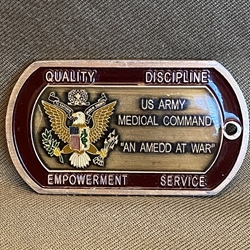 QUALITY DISCIPLINE
US ARMY
MEDICAL COMMAND
"AN AMEDD AT WAR"
EMPOWERMENT SERVICE